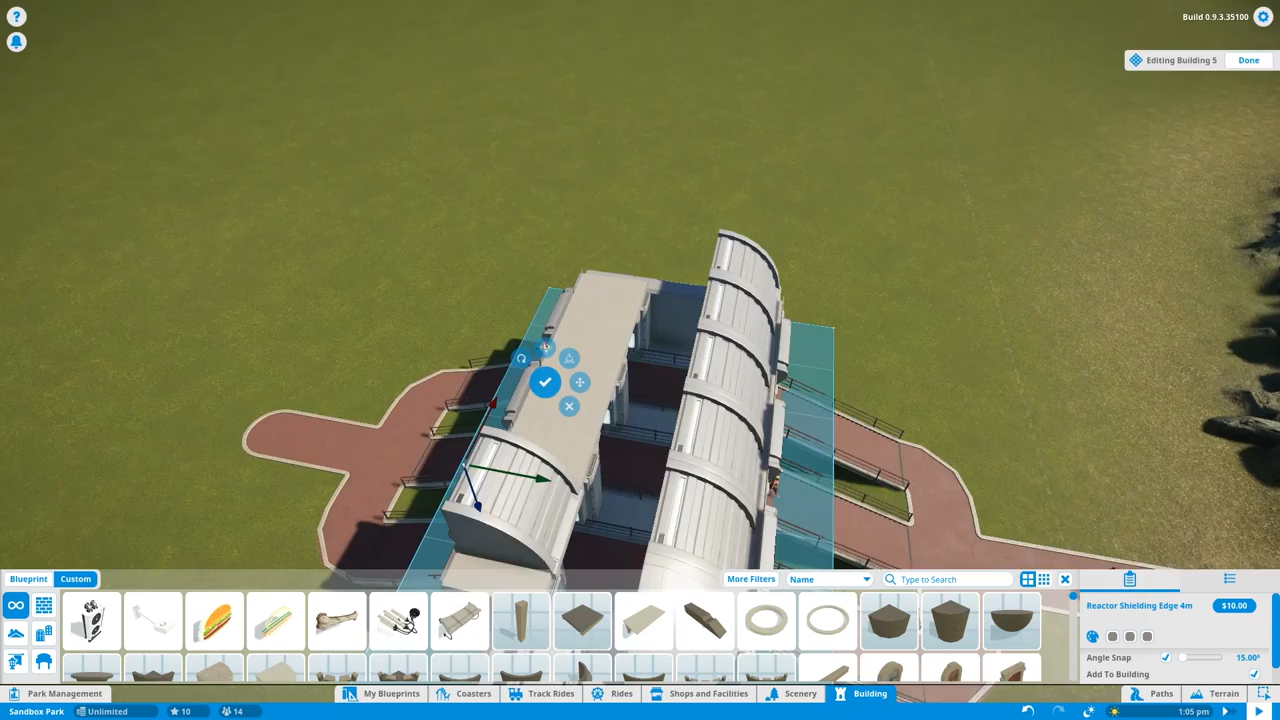 ?
Build 0.9.3.35100
Editing Building 5
Done
Blueprint
Custom
More Filters
Name
Type to Search
Reactor Shielding Edge 4m
$10.00
Angle Snap
15.00°
Add To Building
Park Management
My Blueprints
Coasters
Track Rides
Rides
Shops and Facilities
Scenery
Building
Paths
Terrain
Sandbox Park
Unlimited
10
14
1:05 pm